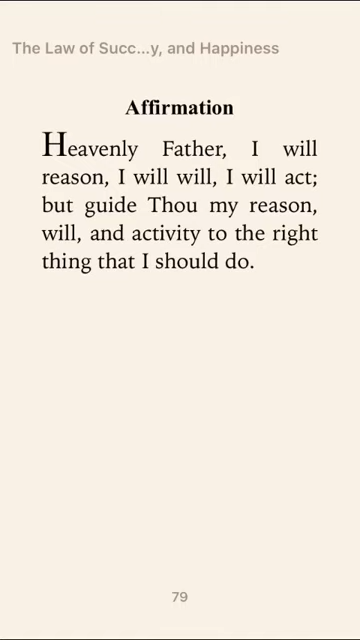 The Law of Succ...y, and Happiness
Affirmation
Heavenly Father, I will
reason, I will will, I will act;
but guide Thou my reason,
will, and activity to the right
thing that I should do.
79